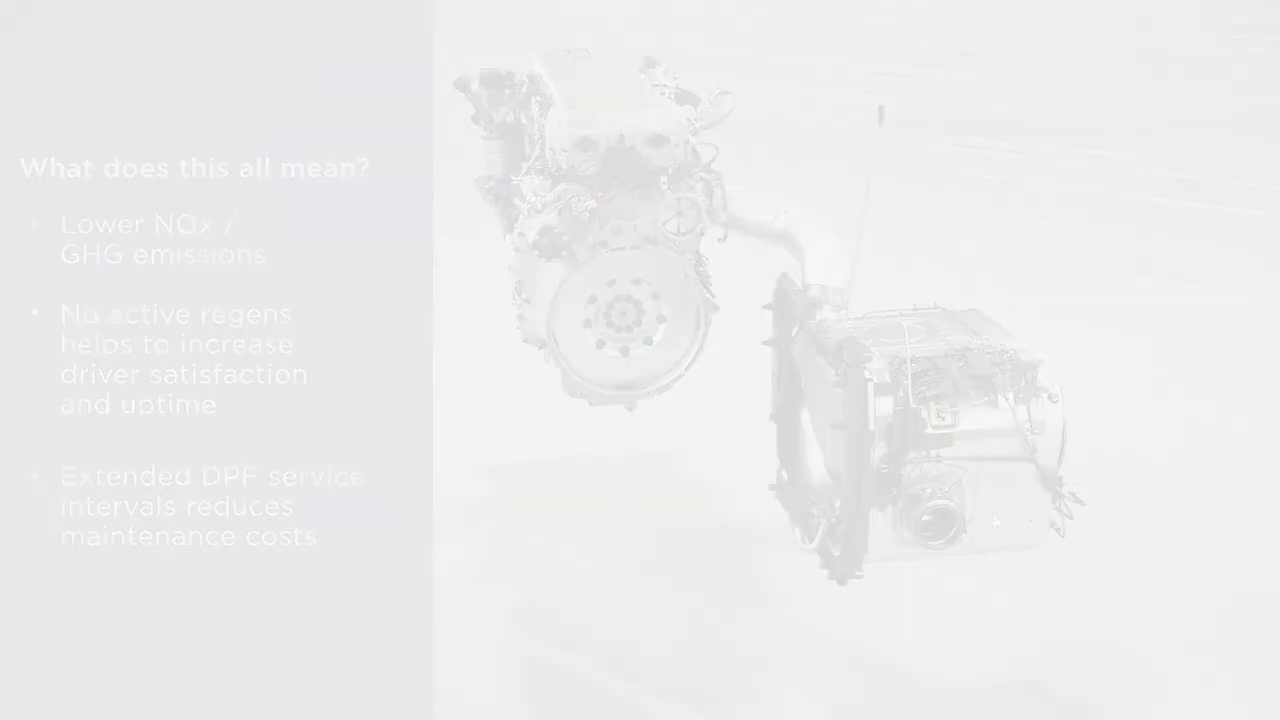 What does this all mean?
• Lower NOx /
GHG emissions
• No active regens
helps to increase
driver satisfaction
and uptime
• Extended DPF service
intervals reduces
maintenance costs